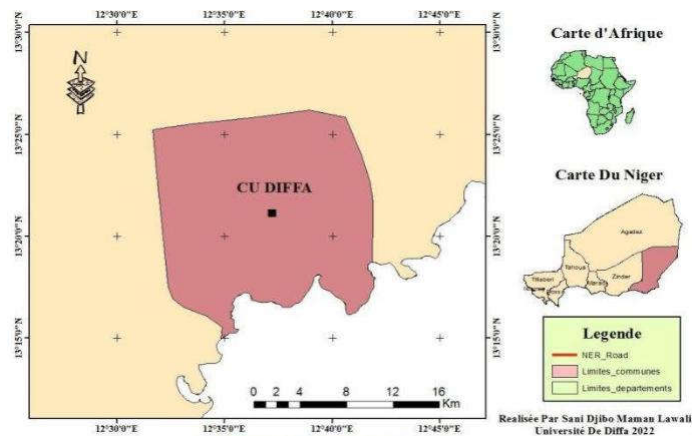 12°30'0"E 12°35'0"E 12°40'0"E 12°45'0"E
13°30'0"N
13°25'0"N
13°20'0"N
13°15'0"N
N
CU DIFFA
0 2 4 8 12 16
Km
12°30'0"E 12°35'0"E 12°40'0"E 12°45'0"E
13°30'0"N
13°25'0"N
13°20'0"N
13°15'0"N
Carte d'Afrique
Carte Du Niger
Agadez
Tahoua
Zinder
Maradi
Legende
NER_Road
Limites_communes
Limites_departements
Realisée Par Sani Djibo Maman Lawali
Université De Diffa 2022